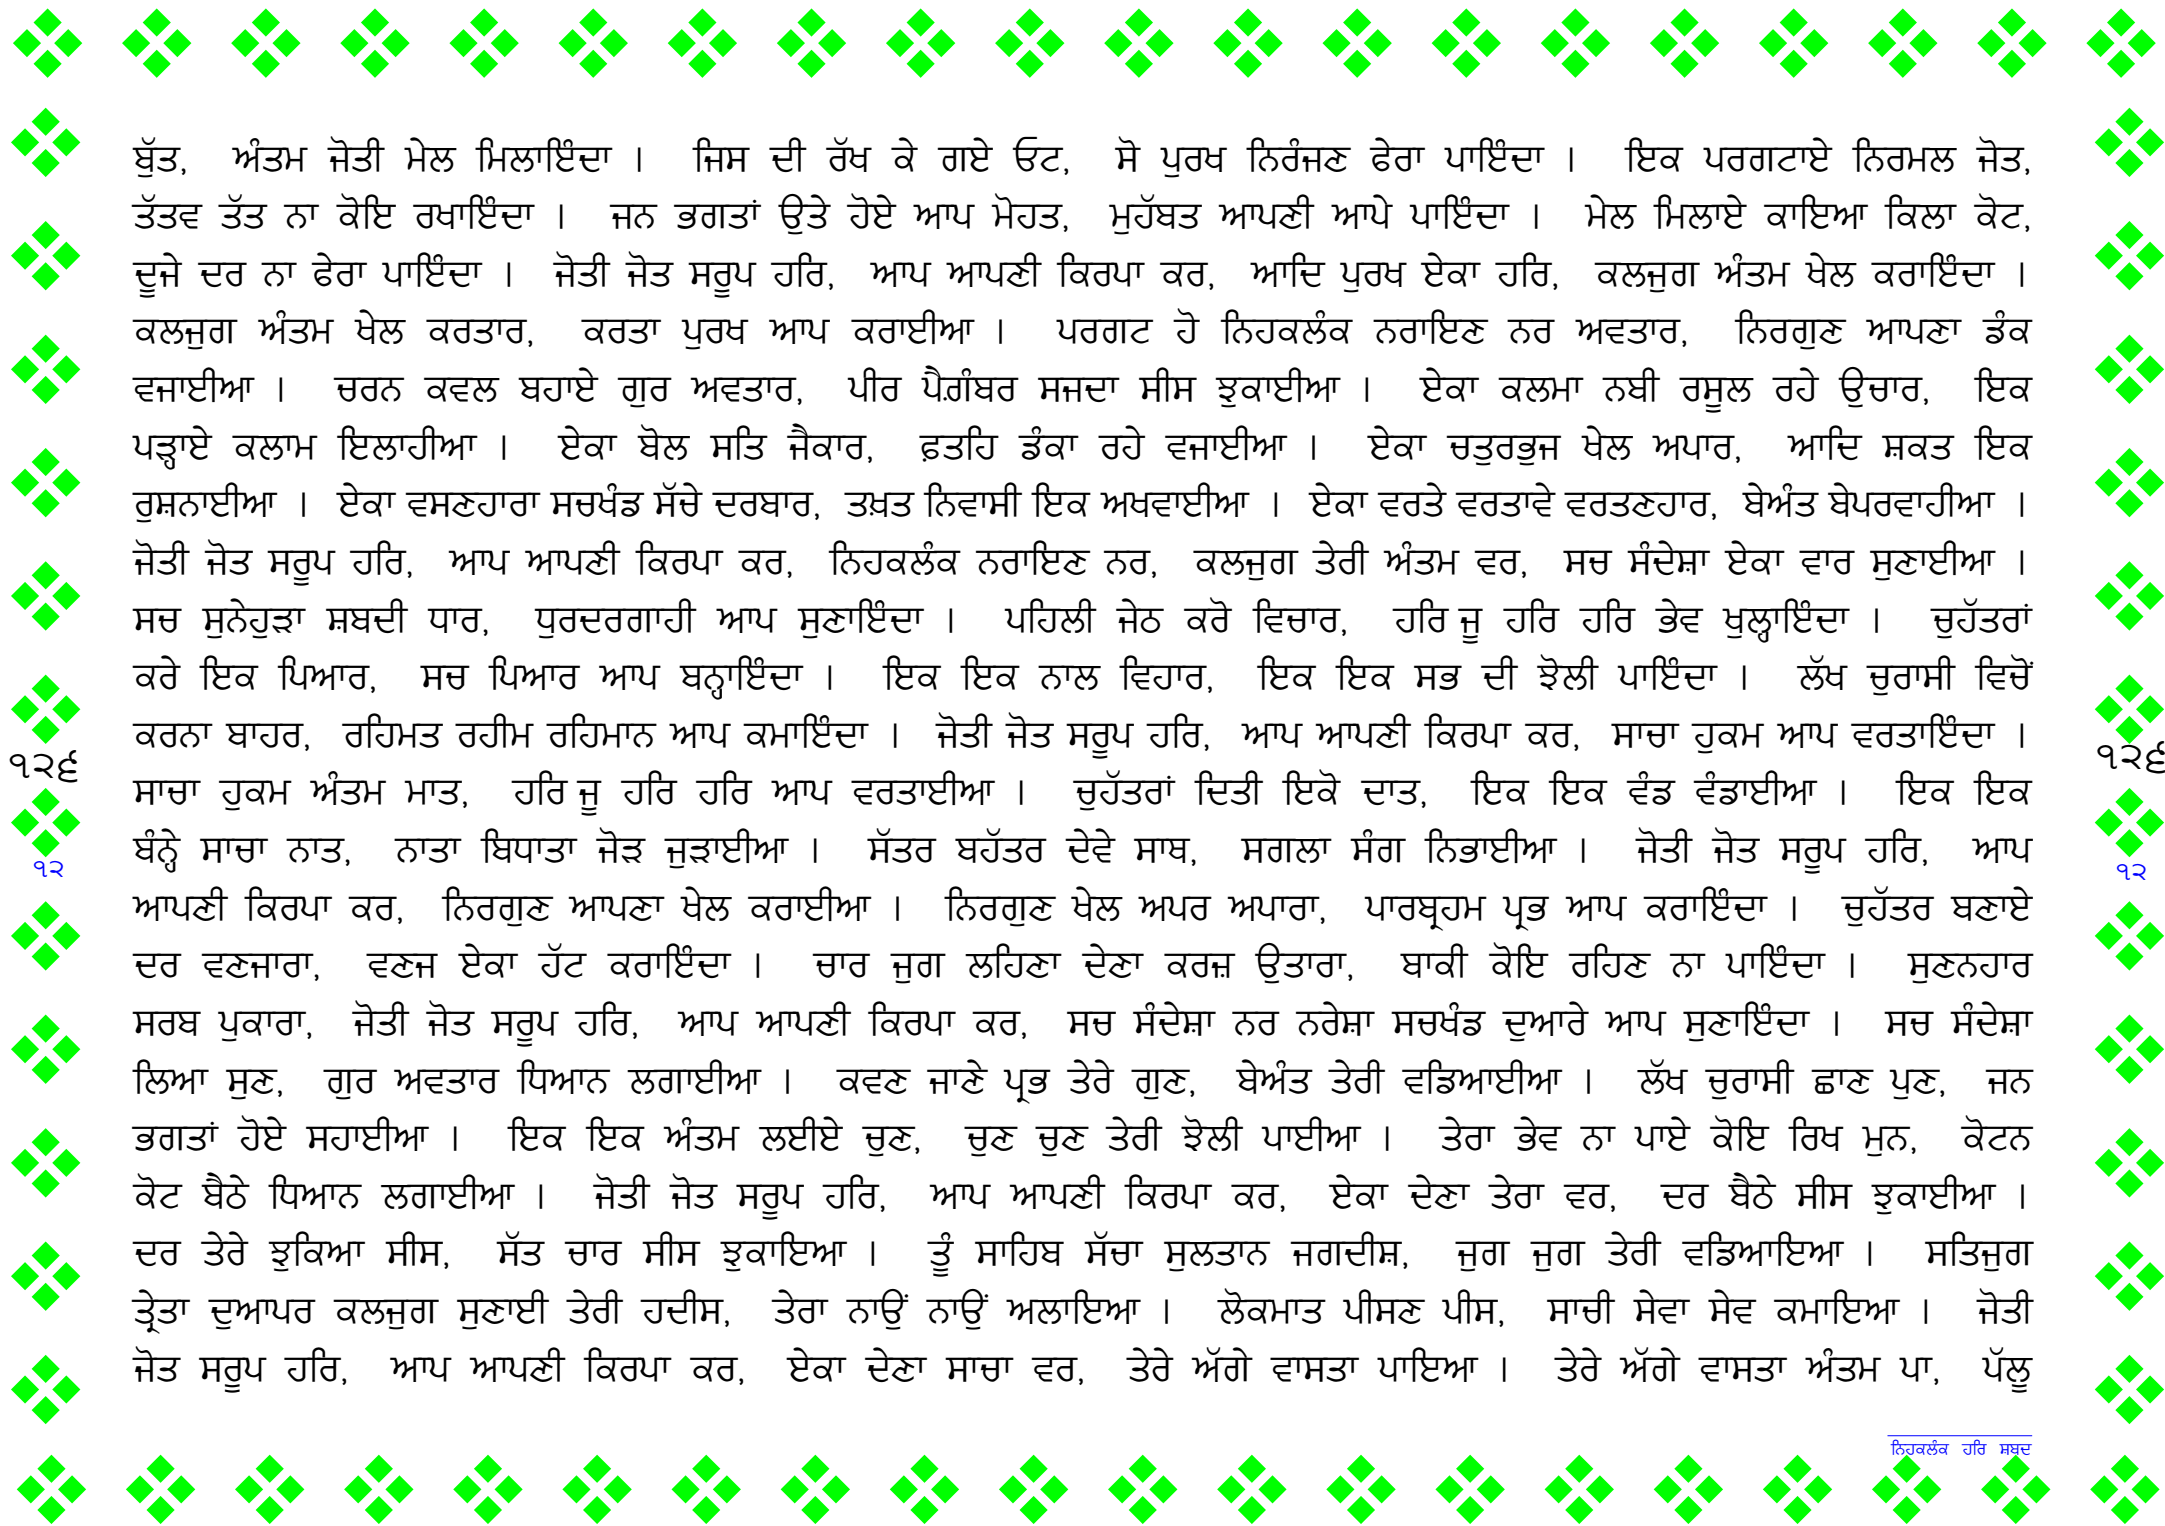 ਬੁੱਤ, ਅੰਤਮ ਜੋਤੀ ਮੇਲ ਮਿਲਾਇੰਦਾ । ਜਿਸ ਦੀ ਰੱਖ ਕੇ ਗਏ ਓਟ, ਸੋ ਪੁਰਖ ਨਿਰੰਜਣ ਫੇਰਾ ਪਾਇੰਦਾ । ਇਕ ਪਰਗਟਾਏ ਨਿਰਮਲ ਜੋਤ,
ਤੱਤਵ ਤੱਤ ਨਾ ਕੋਇ ਰਖਾਇੰਦਾ । ਜਨ ਭਗਤਾਂ ਉਤੇ ਹੋਏ ਆਪ ਮੋਹਤ, ਮੁਹੱਬਤ ਆਪਣੀ ਆਪੇ ਪਾਇੰਦਾ । ਮੇਲ ਮਿਲਾਏ ਕਾਇਆ ਕਿਲਾ ਕੋਟ,
ਦੂਜੇ ਦਰ ਨਾ ਫੇਰਾ ਪਾਇੰਦਾ । ਜੋਤੀ ਜੋਤ ਸਰੂਪ ਹਰਿ, ਆਪ ਆਪਣੀ ਕਿਰਪਾ ਕਰ, ਆਦਿ ਪੁਰਖ ਏਕਾ ਹਰਿ, ਕਲਜੁਗ ਅੰਤਮ ਖੇਲ ਕਰਾਇੰਦਾ ।
ਕਲਜੁਗ ਅੰਤਮ ਖੇਲ ਕਰਤਾਰ, ਕਰਤਾ ਪੁਰਖ ਆਪ ਕਰਾਈਆ । ਪਰਗਟ ਹੋ ਨਿਹਕਲੰਕ ਨਰਾਇਣ ਨਰ ਅਵਤਾਰ, ਨਿਰਗੁਣ ਆਪਣਾ ਡੰਕ
ਵਜਾਈਆ । ਚਰਨ ਕਵਲ ਬਹਾਏ ਗੁਰ ਅਵਤਾਰ, ਪੀਰ ਪੈਗ਼ੰਬਰ ਸਜਦਾ ਸੀਸ ਝੁਕਾਈਆ । ਏਕਾ ਕਲਮਾ ਨਬੀ ਰਸੂਲ ਰਹੇ ਉਚਾਰ, ਇਕ
ਪੜ੍ਹਾਏ ਕਲਾਮ ਇਲਾਹੀਆ । ਏਕਾ ਬੋਲ ਸਤਿ ਜੈਕਾਰ, ਫ਼ਤਹਿ ਡੰਕਾ ਰਹੇ ਵਜਾਈਆ । ਏਕਾ ਚਤੁਰਭੁਜ ਖੇਲ ਅਪਾਰ, ਆਦਿ ਸ਼ਕਤ ਇਕ
ਰੁਸ਼ਨਾਈਆ । ਏਕਾ ਵਸਣਹਾਰਾ ਸਚਖੰਡ ਸੱਚੇ ਦਰਬਾਰ, ਤਖ਼ਤ ਨਿਵਾਸੀ ਇਕ ਅਖਵਾਈਆ । ਏਕਾ ਵਰਤੇ ਵਰਤਾਵੇ ਵਰਤਣਹਾਰ, ਬੇਅੰਤ ਬੇਪਰਵਾਹੀਆ ।
ਜੋਤੀ ਜੋਤ ਸਰੂਪ ਹਰਿ, ਆਪ ਆਪਣੀ ਕਿਰਪਾ ਕਰ, ਨਿਹਕਲੰਕ ਨਰਾਇਣ ਨਰ, ਕਲਜੁਗ ਤੇਰੀ ਅੰਤਮ ਵਰ, ਸਚ ਸੰਦੇਸ਼ਾ ਏਕਾ ਵਾਰ ਸੁਣਾਈਆ ।
ਸਚ ਸੁਨੇਹੁੜਾ ਸ਼ਬਦੀ ਧਾਰ, ਧੁਰਦਰਗਾਹੀ ਆਪ ਸੁਣਾਇੰਦਾ । ਪਹਿਲੀ ਜੇਠ ਕਰੋ ਵਿਚਾਰ, ਹਰਿ ਜੂ ਹਰਿ ਹਰਿ ਭੇਵ ਖੁਲ੍ਹਾਇੰਦਾ । ਚੁਹੱਤਰਾਂ
ਕਰੇ ਇਕ ਪਿਆਰ, ਸਚ ਪਿਆਰ ਆਪ ਬਨ੍ਹਾਇੰਦਾ । ਇਕ ਇਕ ਨਾਲ ਵਿਹਾਰ, ਇਕ ਇਕ ਸਭ ਦੀ ਝੋਲੀ ਪਾਇੰਦਾ । ਲੱਖ ਚੁਰਾਸੀ ਵਿਚੋਂ
ਕਰਨਾ ਬਾਹਰ, ਰਹਿਮਤ ਰਹੀਮ ਰਹਿਮਾਨ ਆਪ ਕਮਾਇੰਦਾ । ਜੋਤੀ ਜੋਤ ਸਰੂਪ ਹਰਿ, ਆਪ ਆਪਣੀ ਕਿਰਪਾ ਕਰ, ਸਾਚਾ ਹੁਕਮ ਆਪ ਵਰਤਾਇੰਦਾ ।
੧੨੬ ੧੨੬
ਸਾਚਾ ਹੁਕਮ ਅੰਤਮ ਮਾਤ, ਹਰਿ ਜੂ ਹਰਿ ਹਰਿ ਆਪ ਵਰਤਾਈਆ । ਚੁਹੱਤਰਾਂ ਦਿਤੀ ਇਕੋ ਦਾਤ, ਇਕ ਇਕ ਵੰਡ ਵੰਡਾਈਆ । ਇਕ ਇਕ
ਬੰਨ੍ਹੇ ਸਾਚਾ ਨਾਤ, ਨਾਤਾ ਬਿਧਾਤਾ ਜੋੜ ਜੁੜਾਈਆ । ਸੱਤਰ ਬਹੱਤਰ ਦੇਵੇ ਸਾਥ, ਸਗਲਾ ਸੰਗ ਨਿਭਾਈਆ । ਜੋਤੀ ਜੋਤ ਸਰੂਪ ਹਰਿ, ਆਪ
੧੨ ੧੨
ਆਪਣੀ ਕਿਰਪਾ ਕਰ, ਨਿਰਗੁਣ ਆਪਣਾ ਖੇਲ ਕਰਾਈਆ । ਨਿਰਗੁਣ ਖੇਲ ਅਪਰ ਅਪਾਰਾ, ਪਾਰਬ੍ਰਹਮ ਪ੍ਰਭ ਆਪ ਕਰਾਇੰਦਾ । ਚੁਹੱਤਰ ਬਣਾਏ
ਦਰ ਵਣਜਾਰਾ, ਵਣਜ ਏਕਾ ਹੱਟ ਕਰਾਇੰਦਾ । ਚਾਰ ਜੁਗ ਲਹਿਣਾ ਦੇਣਾ ਕਰਜ਼ ਉਤਾਰਾ, ਬਾਕੀ ਕੋਇ ਰਹਿਣ ਨਾ ਪਾਇੰਦਾ । ਸੁਣਨਹਾਰ
ਸਰਬ ਪੁਕਾਰਾ, ਜੋਤੀ ਜੋਤ ਸਰੂਪ ਹਰਿ, ਆਪ ਆਪਣੀ ਕਿਰਪਾ ਕਰ, ਸਚ ਸੰਦੇਸ਼ਾ ਨਰ ਨਰੇਸ਼ਾ ਸਚਖੰਡ ਦੁਆਰੇ ਆਪ ਸੁਣਾਇੰਦਾ । ਸਚ ਸੰਦੇਸ਼ਾ
ਲਿਆ ਸੁਣ, ਗੁਰ ਅਵਤਾਰ ਧਿਆਨ ਲਗਾਈਆ । ਕਵਣ ਜਾਣੇ ਪ੍ਰਭ ਤੇਰੇ ਗੁਣ, ਬੇਅੰਤ ਤੇਰੀ ਵਡਿਆਈਆ । ਲੱਖ ਚੁਰਾਸੀ ਛਾਣ ਪੁਣ, ਜਨ
ਭਗਤਾਂ ਹੋਏ ਸਹਾਈਆ । ਇਕ ਇਕ ਅੰਤਮ ਲਈਏ ਚੁਣ, ਚੁਣ ਚੁਣ ਤੇਰੀ ਝੋਲੀ ਪਾਈਆ । ਤੇਰਾ ਭੇਵ ਨਾ ਪਾਏ ਕੋਇ ਰਿਖ ਮੁਨ, ਕੋਟਨ
ਕੋਟ ਬੈਠੇ ਧਿਆਨ ਲਗਾਈਆ । ਜੋਤੀ ਜੋਤ ਸਰੂਪ ਹਰਿ, ਆਪ ਆਪਣੀ ਕਿਰਪਾ ਕਰ, ਏਕਾ ਦੇਣਾ ਤੇਰਾ ਵਰ, ਦਰ ਬੈਠੇ ਸੀਸ ਝੁਕਾਈਆ ।
ਦਰ ਤੇਰੇ ਝੁਕਿਆ ਸੀਸ, ਸੱਤ ਚਾਰ ਸੀਸ ਝੁਕਾਇਆ । ਤੂੰ ਸਾਹਿਬ ਸੱਚਾ ਸੁਲਤਾਨ ਜਗਦੀਸ਼, ਜੁਗ ਜੁਗ ਤੇਰੀ ਵਡਿਆਇਆ । ਸਤਿਜੁਗ
ਤ੍ਰੇਤਾ ਦੁਆਪਰ ਕਲਜੁਗ ਸੁਣਾਈ ਤੇਰੀ ਹਦੀਸ, ਤੇਰਾ ਨਾਉਂ ਨਾਉਂ ਅਲਾਇਆ । ਲੋਕਮਾਤ ਪੀਸਣ ਪੀਸ, ਸਾਚੀ ਸੇਵਾ ਸੇਵ ਕਮਾਇਆ । ਜੋਤੀ
ਜੋਤ ਸਰੂਪ ਹਰਿ, ਆਪ ਆਪਣੀ ਕਿਰਪਾ ਕਰ, ਏਕਾ ਦੇਣਾ ਸਾਚਾ ਵਰ, ਤੇਰੇ ਅੱਗੇ ਵਾਸਤਾ ਪਾਇਆ । ਤੇਰੇ ਅੱਗੇ ਵਾਸਤਾ ਅੰਤਮ ਪਾ, ਪੱਲੂ
ਨਿਹਕਲੰਕ ਹਰਿ ਸ਼ਬਦ